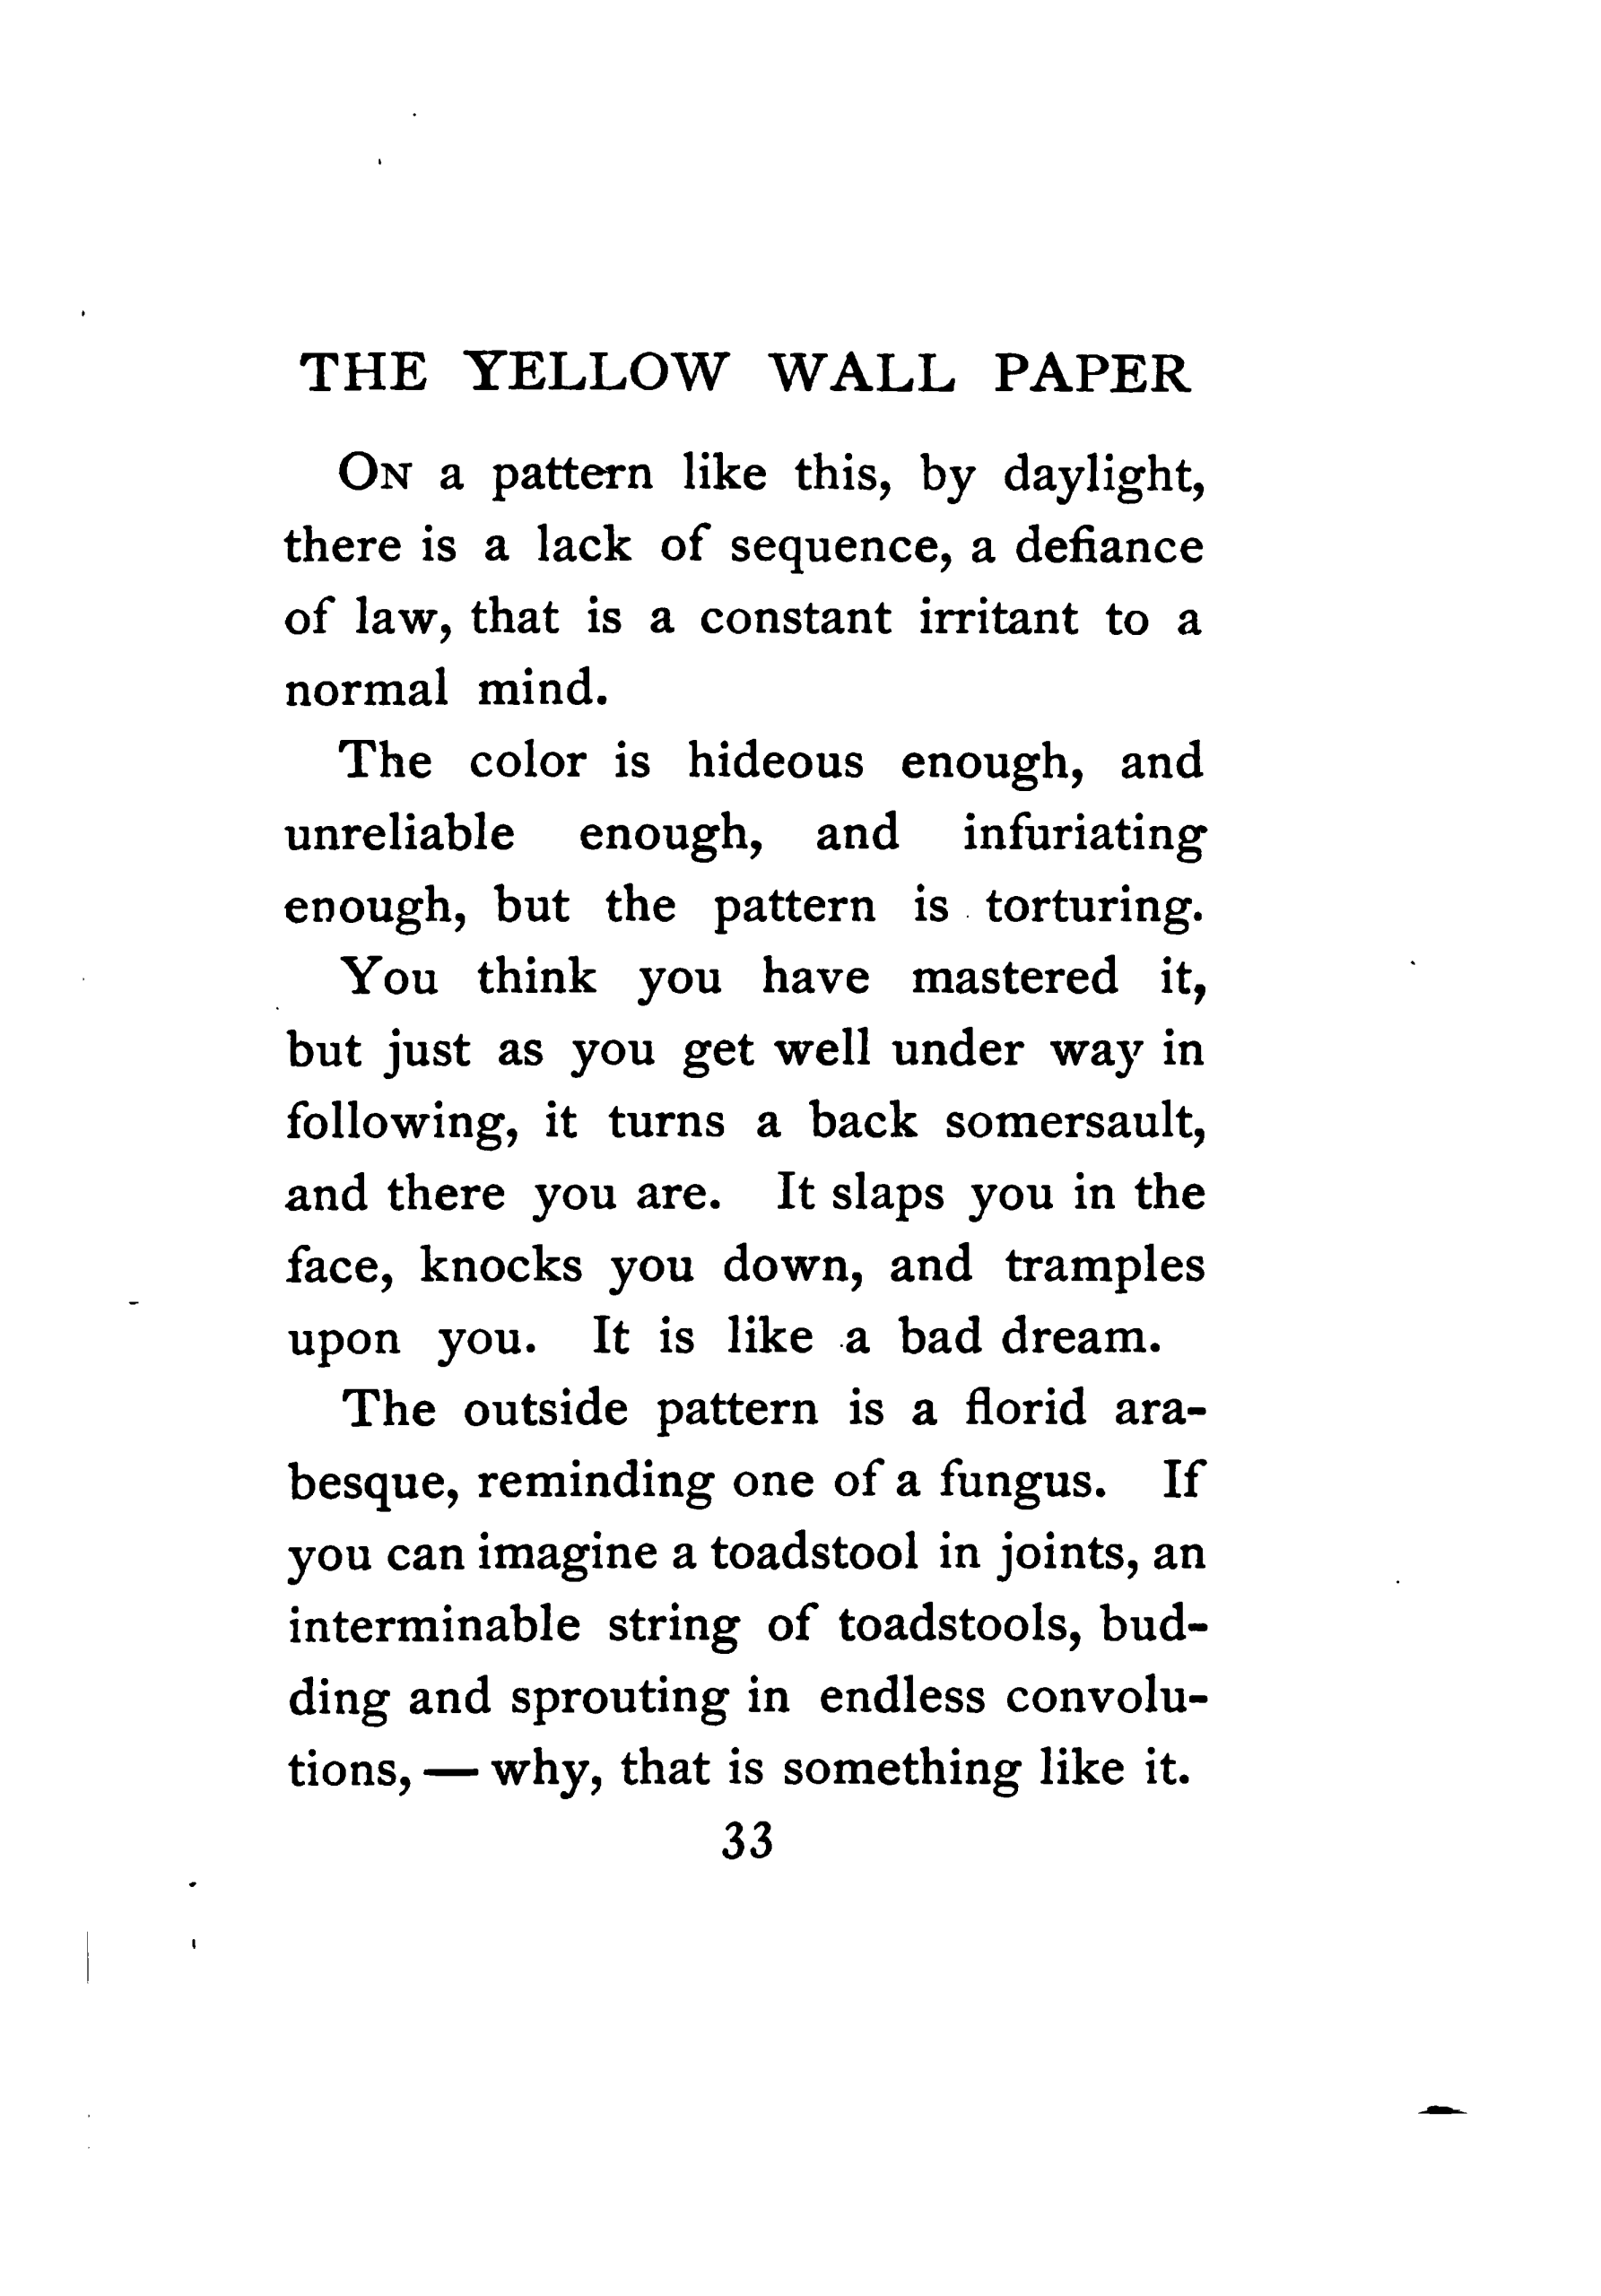 THE YELLOW WALL PAPER
ON a pattern like this, by daylight,
there is a lack of sequence, a defiance
of law, that is a constant irritant to a
normal mind.
The color is hideous enough, and
unreliable enough, and infuriating
enough, but the pattern is torturing.
You think you have mastered it,
but just as you get well under way in
following, it turns a back somersault,
and there you are. It slaps you in the
face, knocks you down, and tramples
upon you. It is like a bad dream.
The outside pattern is a florid ara-
besque, reminding one of a fungus. If
you can imagine a toadstool in joints, an
interminable string of toadstools, bud-
ding and sprouting in endless convolu-
tions, — why, that is something like it.
33